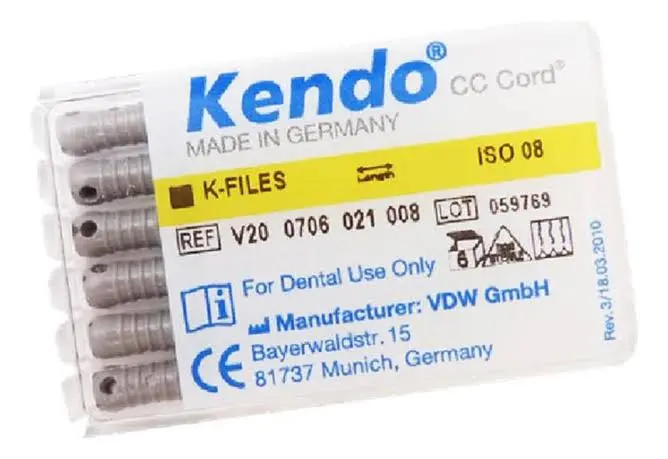 Kendo® CC Cord®
MADE IN GERMANY
K-FILES Length ISO 08
REF V20 0706 021 008 LOT 059769
6 NON STERILE
For Dental Use Only
Manufacturer: VDW GmbH
Bayerwaldstr. 15
CE 81737 Munich, Germany
Rev. 3/18.03.2010